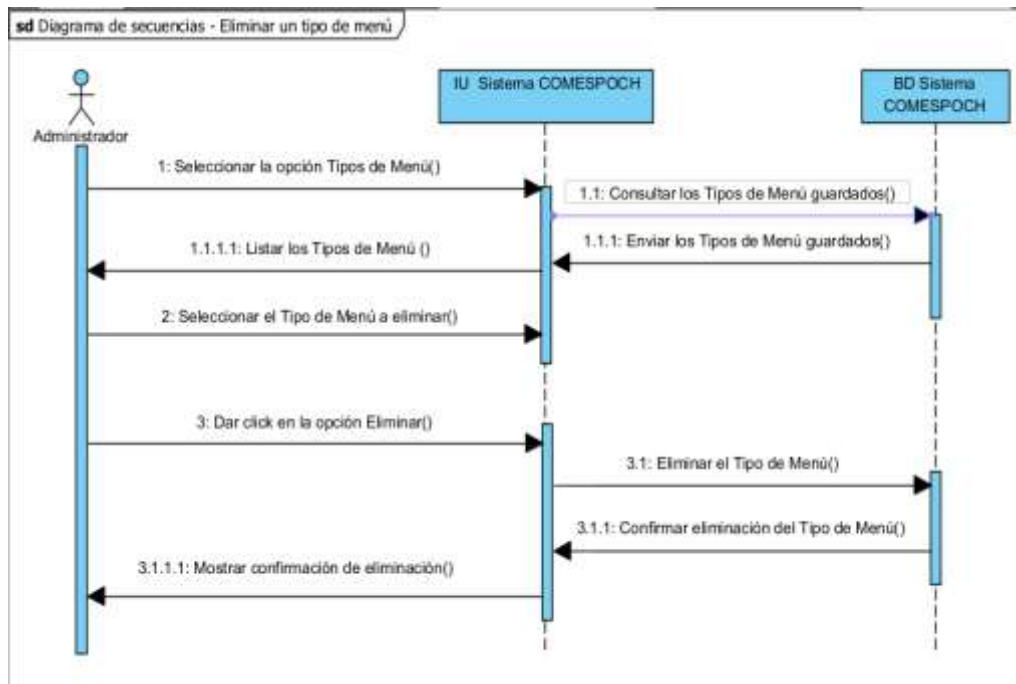 sd Diagrama de secuencias - Eliminar un tipo de menú
IU Sistema COMESPOCH
BD Sistema
COMESPOCH
Administrador
1: Seleccionar la opción Tipos de Menú()
1.1: Consultar los Tipos de Menú guardados()
1.1.1: Enviar los Tipos de Menú guardados()
1.1.1.1: Listar los Tipos de Menú ()
2: Seleccionar el Tipo de Menú a eliminar()
3: Dar click en la opción Eliminar()
3.1: Eliminar el Tipo de Menú()
3.1.1: Confirmar eliminación del Tipo de Menú()
3.1.1.1: Mostrar confirmación de eliminación()